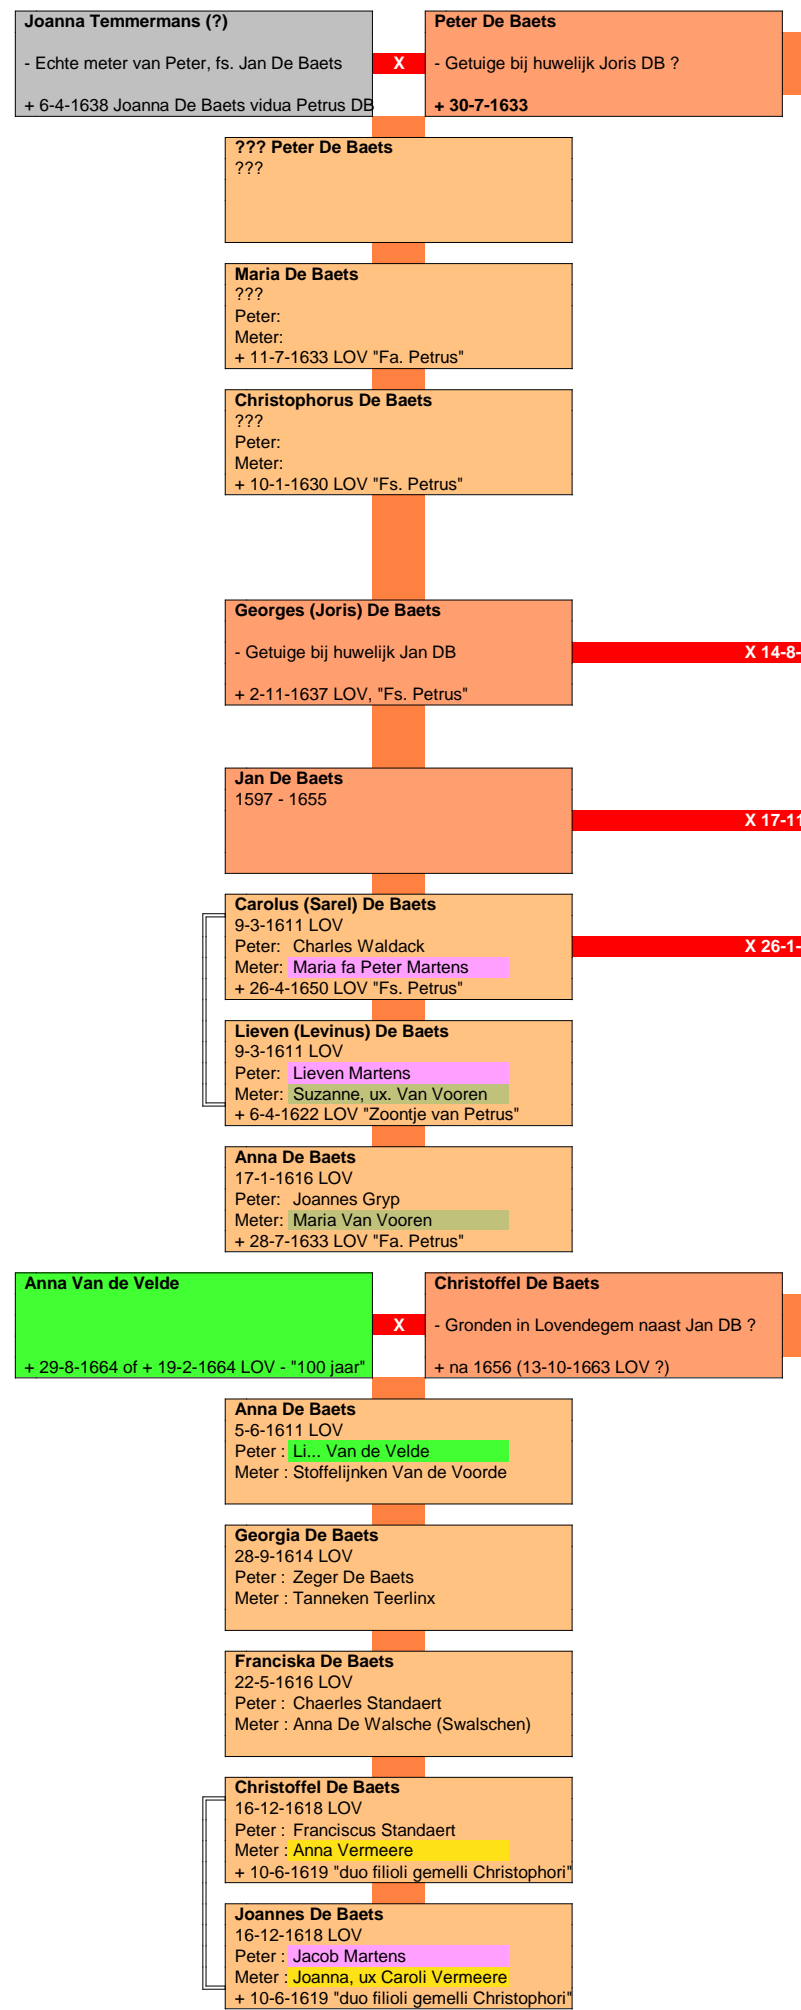 Joanna Temmermans (?)
- Echte meter van Peter, fs. Jan De Baets
+ 6-4-1638 Joanna De Baets vidua Petrus DB
X
Peter De Baets
- Getuige bij huwelijk Joris DB ?
+ 30-7-1633
??? Peter De Baets
???
Maria De Baets
???
Peter:
Meter:
+ 11-7-1633 LOV "Fa. Petrus"
Christophorus De Baets
???
Peter:
Meter:
+ 10-1-1630 LOV "Fs. Petrus"
Georges (Joris) De Baets
- Getuige bij huwelijk Jan DB
X 14-8-
+ 2-11-1637 LOV, "Fs. Petrus"
Jan De Baets
1597 - 1655
X 17-11
Carolus (Sarel) De Baets
9-3-1611 LOV
Peter: Charles Waldack
X 26-1-
Meter: Maria fa Peter Martens
+ 26-4-1650 LOV "Fs. Petrus"
Lieven (Levinus) De Baets
9-3-1611 LOV
Peter: Lieven Martens
Meter: Suzanne, ux. Van Vooren
+ 6-4-1622 LOV "Zoontje van Petrus"
Anna De Baets
17-1-1616 LOV
Peter: Joannes Gryp
Meter: Maria Van Vooren
+ 28-7-1633 LOV "Fa. Petrus"
Anna Van de Velde
+ 29-8-1664 of + 19-2-1664 LOV - "100 jaar"
X
Christoffel De Baets
- Gronden in Lovendegem naast Jan DB ?
+ na 1656 (13-10-1663 LOV ?)
Anna De Baets
5-6-1611 LOV
Peter : Li... Van de Velde
Meter : Stoffelijnken Van de Voorde
Georgia De Baets
28-9-1614 LOV
Peter : Zeger De Baets
Meter : Tanneken Teerlinx
Franciska De Baets
22-5-1616 LOV
Peter : Chaerles Standaert
Meter : Anna De Walsche (Swalschen)
Christoffel De Baets
16-12-1618 LOV
Peter : Franciscus Standaert
Meter : Anna Vermeere
+ 10-6-1619 "duo filioli gemelli Christophori"
Joannes De Baets
16-12-1618 LOV
Peter : Jacob Martens
Meter : Joanna, ux Caroli Vermeere
+ 10-6-1619 "duo filioli gemelli Christophori"